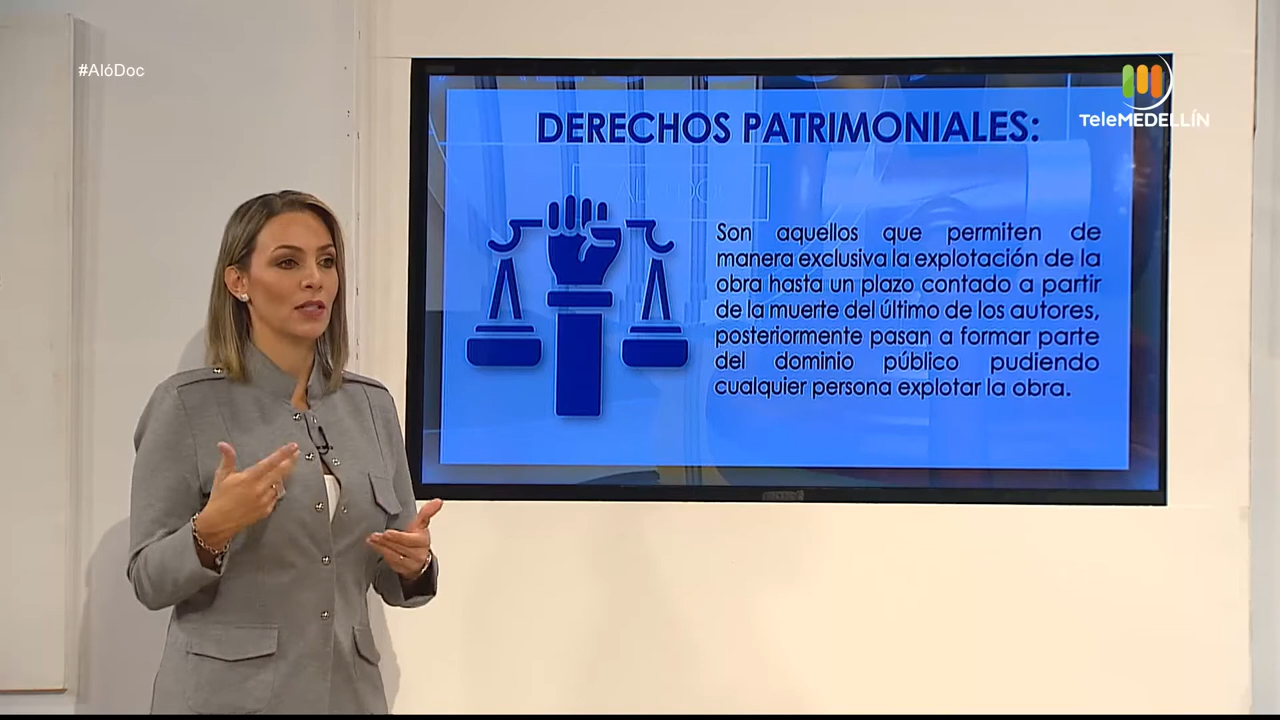 #AlóDoc
TeleMEDELLÍN
DERECHOS PATRIMONIALES:
Son aquellos que permiten de
manera exclusiva la explotación de la
obra hasta un plazo contado a partir
de la muerte del último de los autores,
posteriormente pasan a formar parte
del dominio público pudiendo
cualquier persona explotar la obra.